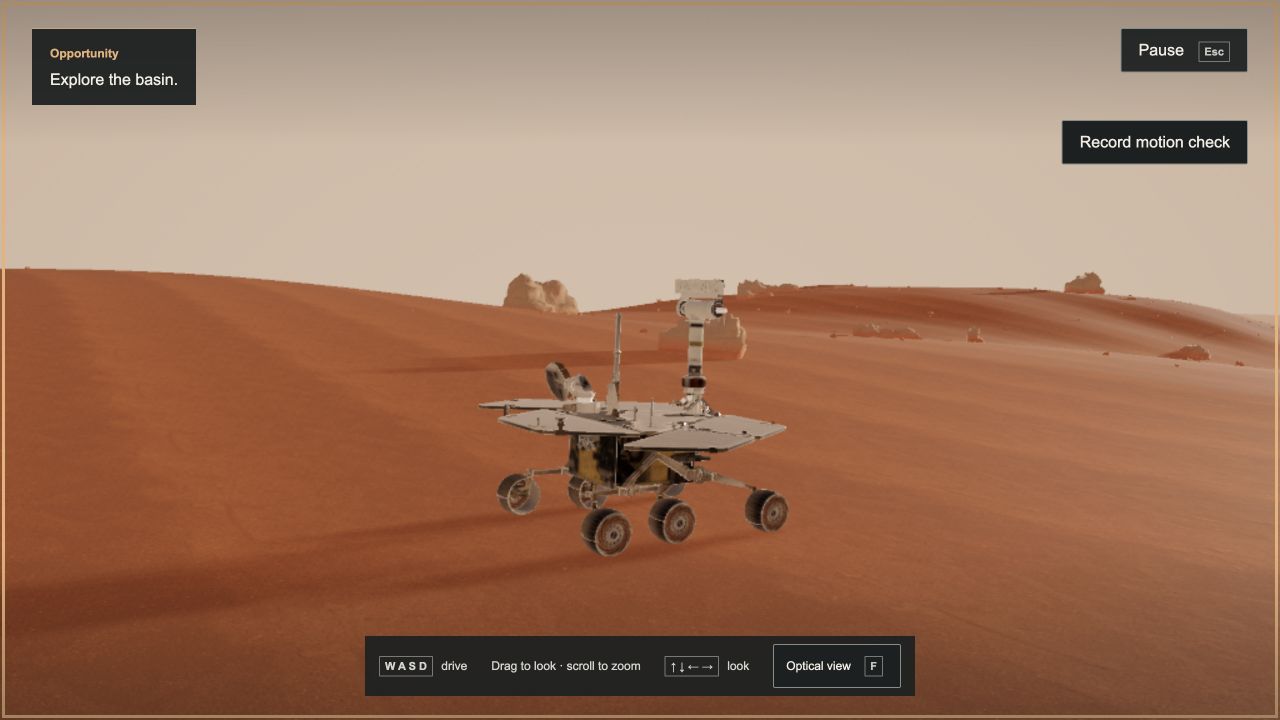 Opportunity
Explore the basin.
Pause Esc
Record motion check
W A S D drive Drag to look · scroll to zoom ↑↓←→ look Optical view F